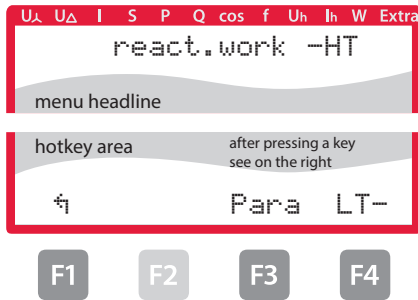 U⅄ U△ I S P Q cos f Uh Ih W Extra
react.work -HT
menu headline
hotkey area
after pressing a key
see on the right
↰ Para LT-
F1 F2 F3 F4